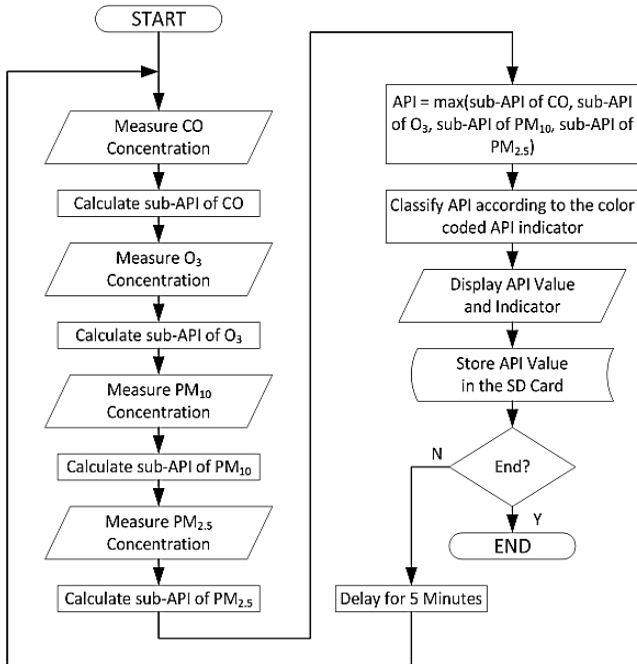 START
Measure CO
Concentration
Calculate sub-API of CO
Measure O₃
Concentration
Calculate sub-API of O₃
Measure PM₁₀
Concentration
Calculate sub-API of PM₁₀
Measure PM₂.₅
Concentration
Calculate sub-API of PM₂.₅
API = max(sub-API of CO, sub-API
of O₃, sub-API of PM₁₀, sub-API of
PM₂.₅)
Classify API according to the color
coded API indicator
Display API Value
and Indicator
Store API Value
in the SD Card
End?
N
Y
END
Delay for 5 Minutes